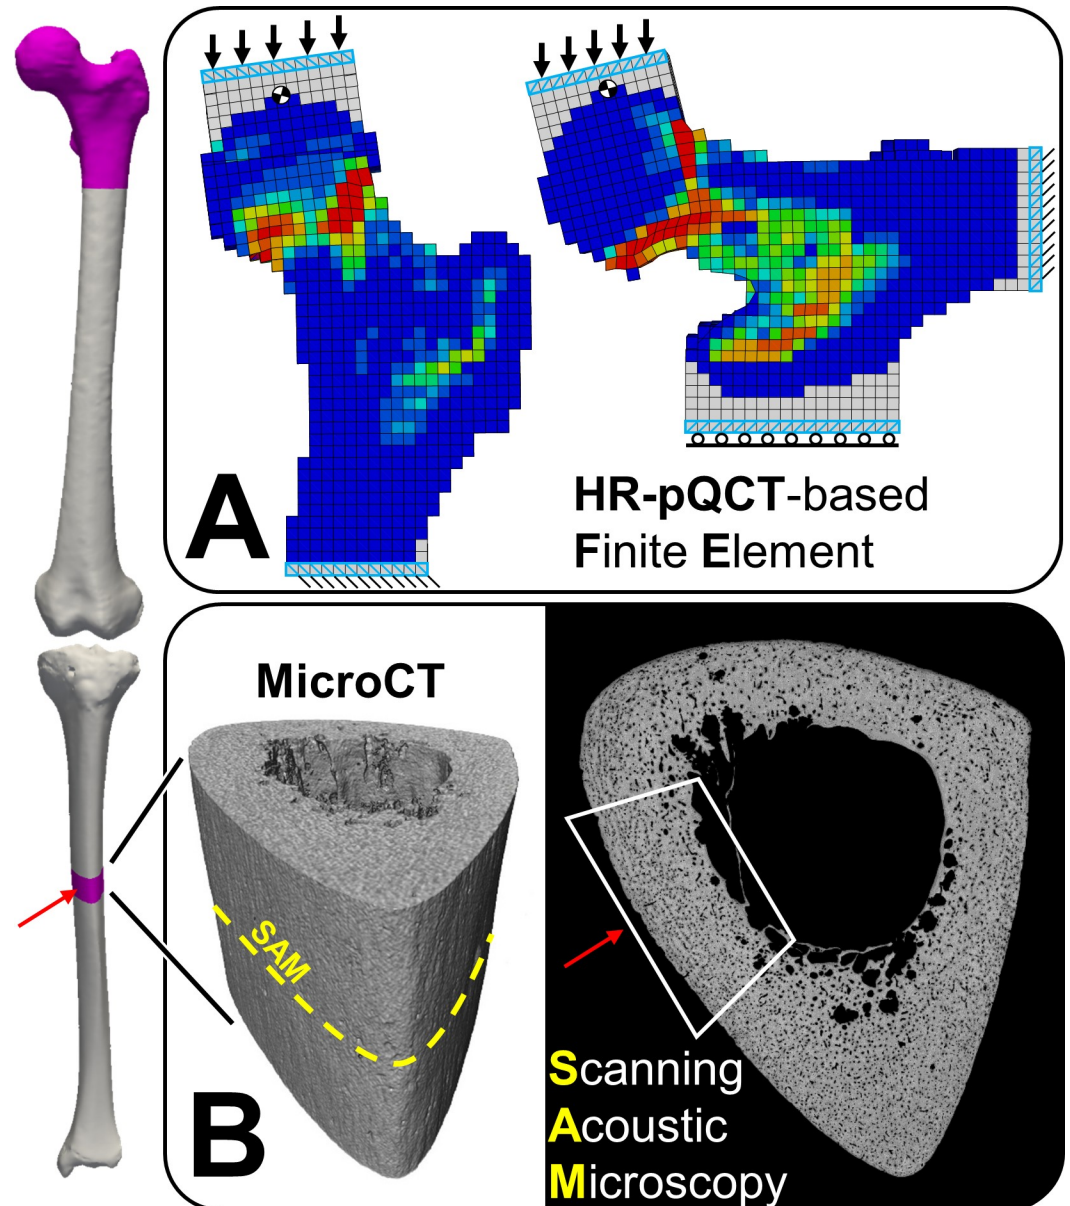 A
HR-pQCT-based
Finite Element
MicroCT
SAM
B
Scanning
Acoustic
Microscopy